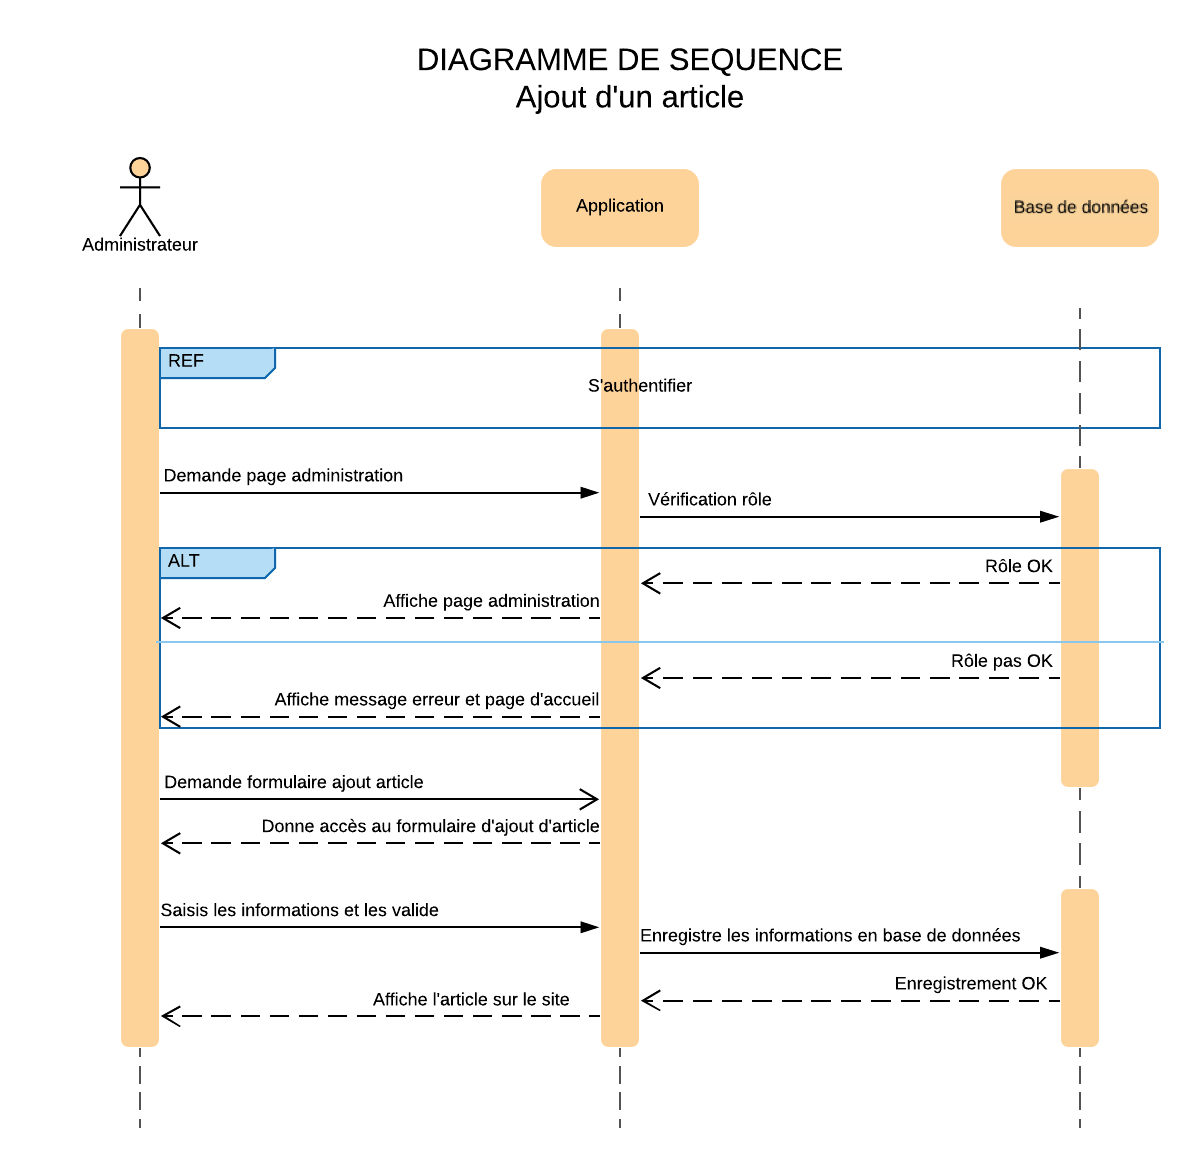 DIAGRAMME DE SEQUENCE
Ajout d'un article
Administrateur
Application
Base de données
REF
S'authentifier
Demande page administration
Vérification rôle
ALT
Rôle OK
Affiche page administration
Rôle pas OK
Affiche message erreur et page d'accueil
Demande formulaire ajout article
Donne accès au formulaire d'ajout d'article
Saisis les informations et les valide
Enregistre les informations en base de données
Enregistrement OK
Affiche l'article sur le site